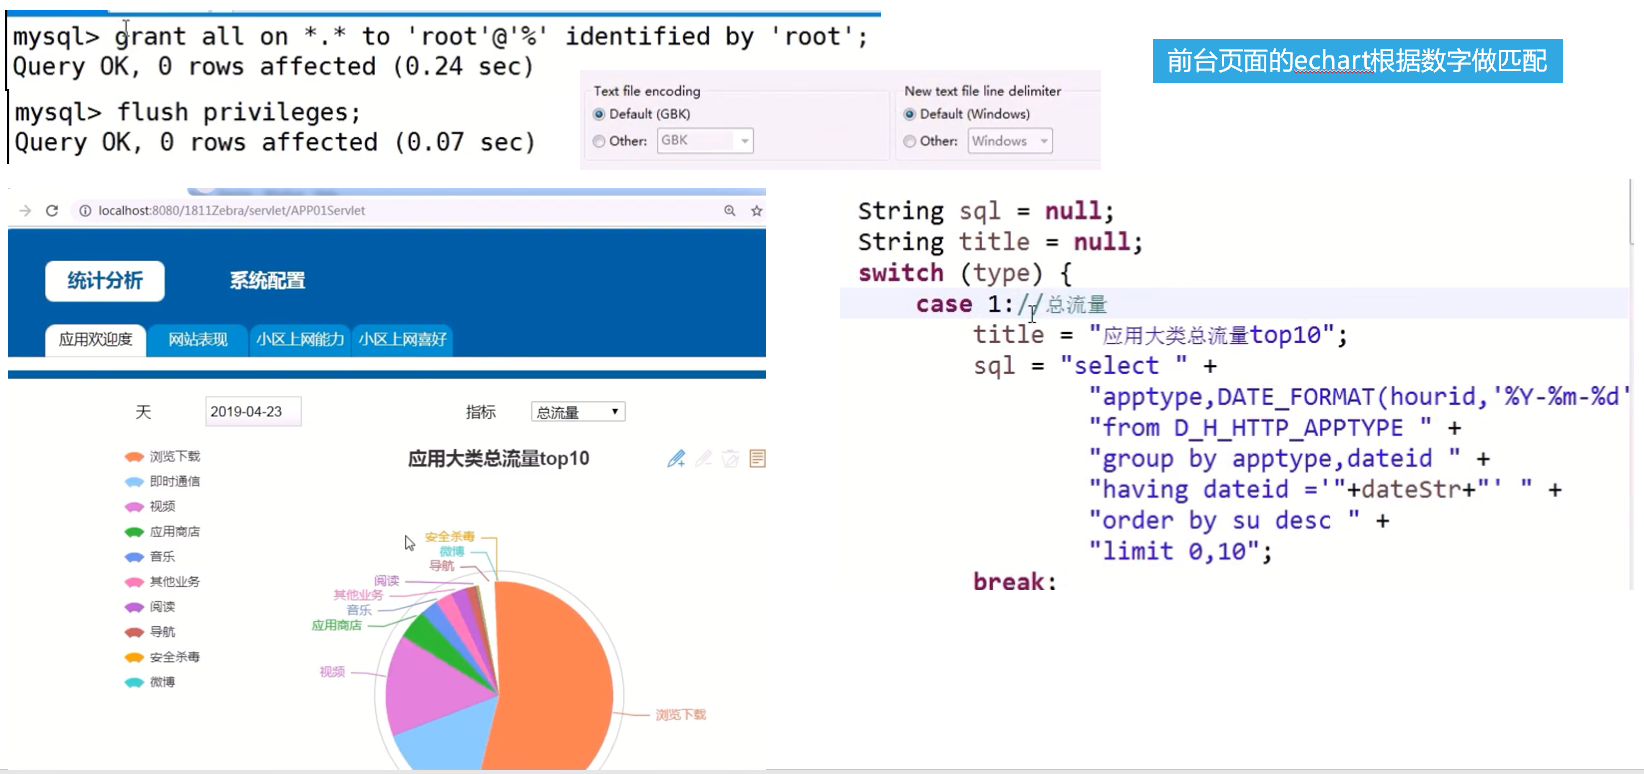 mysql> grant all on *.* to 'root'@'%' identified by 'root';
Query OK, 0 rows affected (0.24 sec)
mysql> flush privileges;
Query OK, 0 rows affected (0.07 sec)
Text file encoding
Default (GBK)
Other: GBK
New text file line delimiter
Default (Windows)
Other: Windows
前台页面的echart根据数字做匹配
localhost:8080/1811Zebra/servlet/APP01Servlet
统计分析 系统配置
应用欢迎度 网站表现 小区上网能力 小区上网喜好
天 2019-04-23 指标 总流量
应用大类总流量top10
浏览下载
即时通信
视频
应用商店
音乐
其他业务
阅读
导航
安全杀毒
微博
安全杀毒
微博
导航
阅读
其他业务
音乐
应用商店
视频
浏览下载
String sql = null;
String title = null;
switch (type) {
case 1://总流量
title = "应用大类总流量top10";
sql = "select " +
"apptype,DATE_FORMAT(hourid,'%Y-%m-%d'
"from D_H_HTTP_APPTYPE " +
"group by apptype,dateid " +
"having dateid ='"+dateStr+"' " +
"order by su desc " +
"limit 0,10";
break;